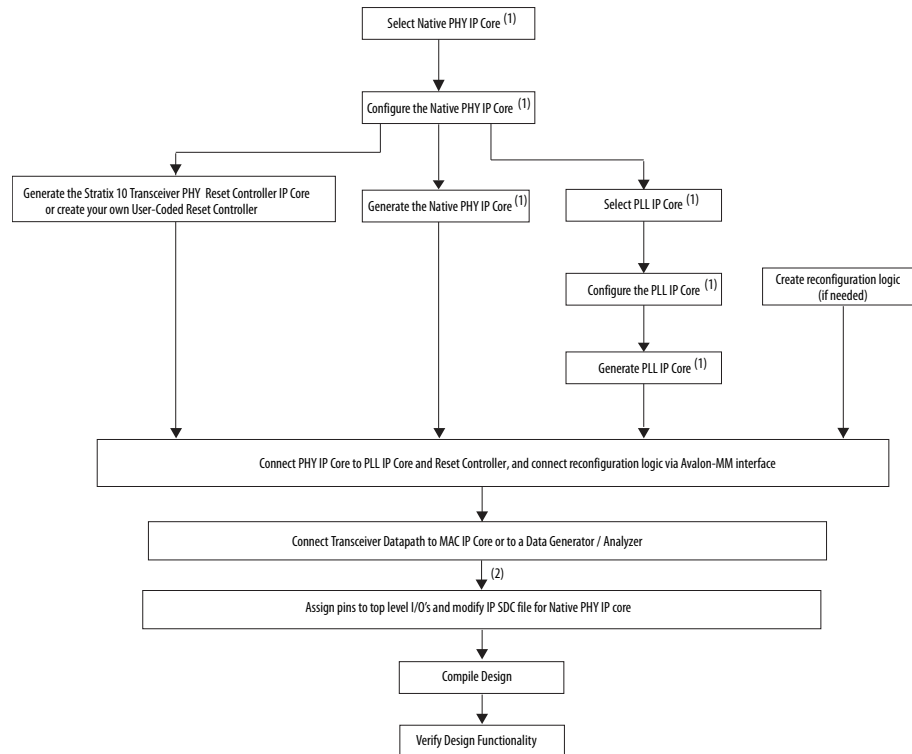 Select Native PHY IP Core (1)
Configure the Native PHY IP Core (1)
Generate the Stratix 10 Transceiver PHY Reset Controller IP Core
or create your own User-Coded Reset Controller
Generate the Native PHY IP Core (1)
Select PLL IP Core (1)
Configure the PLL IP Core (1)
Create reconfiguration logic
(if needed)
Generate PLL IP Core (1)
Connect PHY IP Core to PLL IP Core and Reset Controller, and connect reconfiguration logic via Avalon-MM interface
Connect Transceiver Datapath to MAC IP Core or to a Data Generator / Analyzer
(2)
Assign pins to top level I/O's and modify IP SDC file for Native PHY IP core
Compile Design
Verify Design Functionality